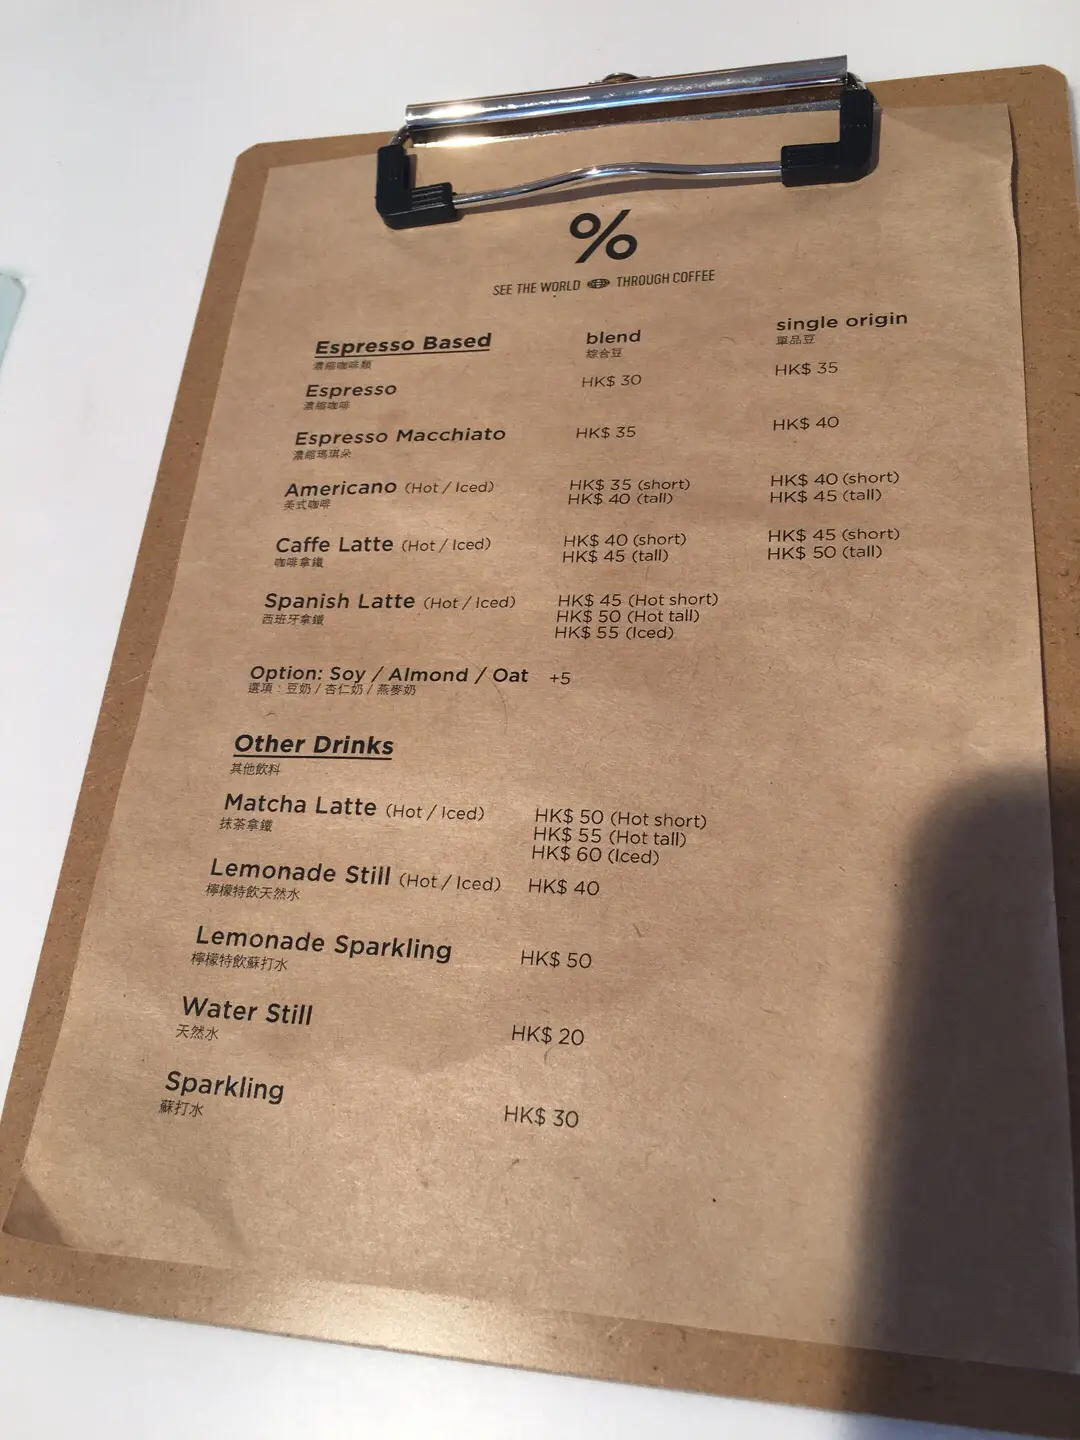 %
SEE THE WORLD THROUGH COFFEE
Espresso Based blend single origin
濃縮咖啡類 綜合豆 單品豆
Espresso HK$ 30 HK$ 35
濃縮咖啡
Espresso Macchiato HK$ 35 HK$ 40
濃縮瑪琪朵
Americano (Hot / Iced) HK$ 35 (short) HK$ 40 (short)
美式咖啡 HK$ 40 (tall) HK$ 45 (tall)
Caffe Latte (Hot / Iced) HK$ 40 (short) HK$ 45 (short)
咖啡拿鐵 HK$ 45 (tall) HK$ 50 (tall)
Spanish Latte (Hot / Iced) HK$ 45 (Hot short)
西班牙拿鐵 HK$ 50 (Hot tall)
HK$ 55 (Iced)
Option: Soy / Almond / Oat +5
選項：豆奶 / 杏仁奶 / 燕麥奶
Other Drinks
其他飲料
Matcha Latte (Hot / Iced) HK$ 50 (Hot short)
抹茶拿鐵 HK$ 55 (Hot tall)
HK$ 60 (Iced)
Lemonade Still (Hot / Iced) HK$ 40
檸檬特飲天然水
Lemonade Sparkling HK$ 50
檸檬特飲蘇打水
Water Still HK$ 20
天然水
Sparkling HK$ 30
蘇打水